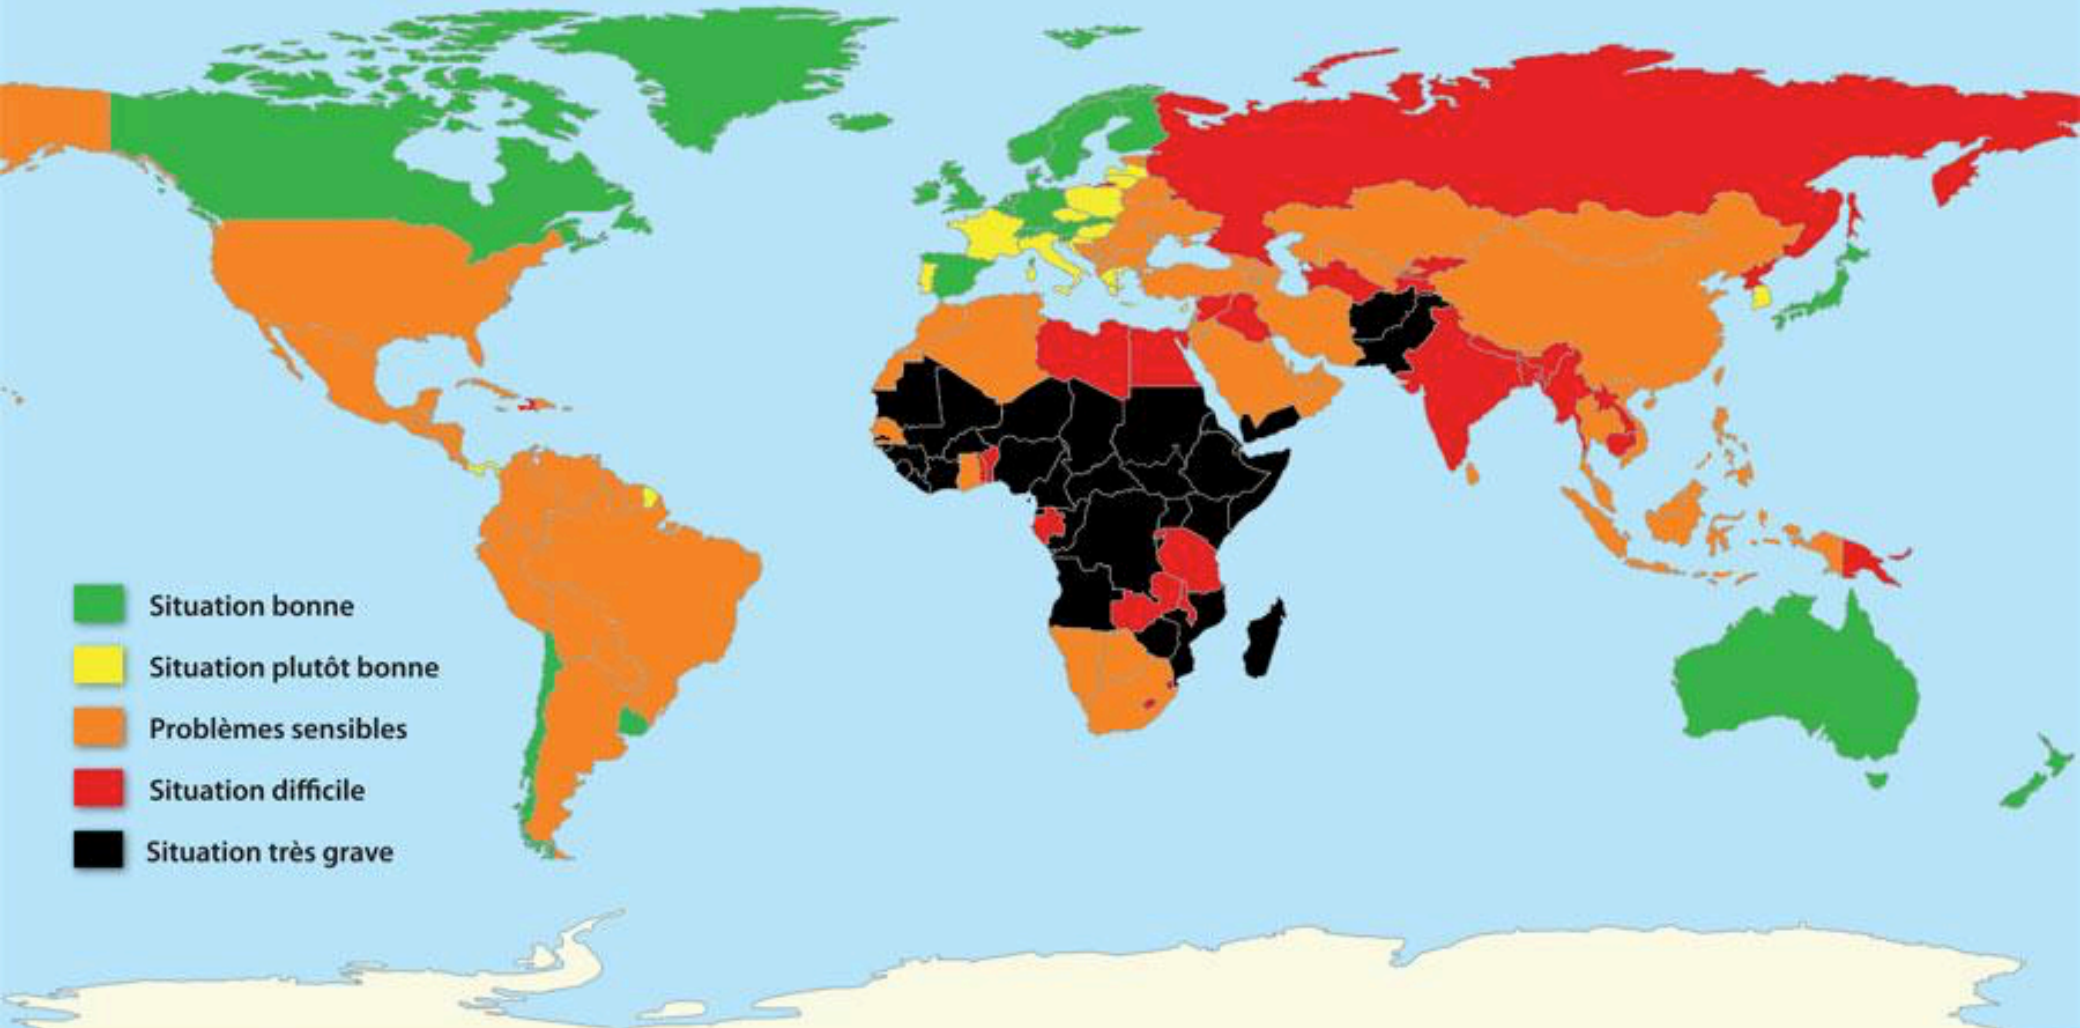 Situation bonne
Situation plutôt bonne
Problèmes sensibles
Situation difficile
Situation très grave